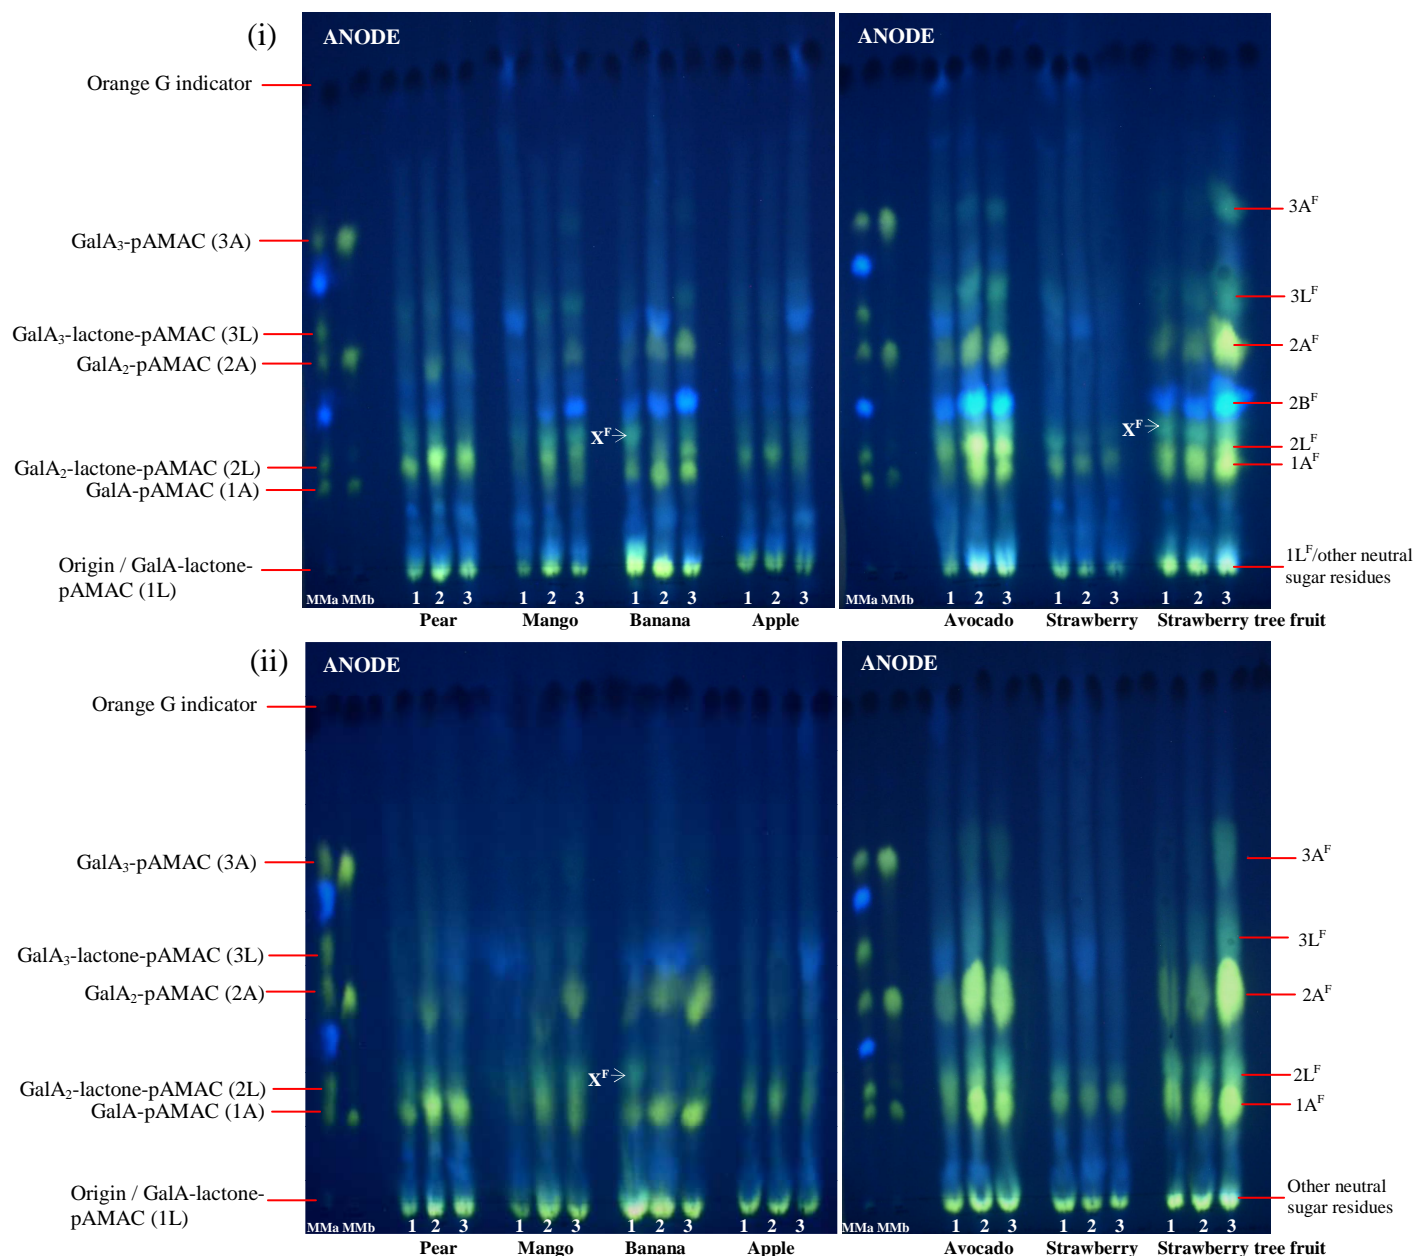 (i)
ANODE
ANODE
Orange G indicator
GalA₃-pAMAC (3A)
GalA₃-lactone-pAMAC (3L)
GalA₂-pAMAC (2A)
GalA₂-lactone-pAMAC (2L)
GalA-pAMAC (1A)
Origin / GalA-lactone-
pAMAC (1L)
Xᶠ
Xᶠ
3Aᶠ
3Lᶠ
2Aᶠ
2Bᶠ
2Lᶠ
1Aᶠ
1Lᶠ/other neutral
sugar residues
MMa MMb 1 2 3 1 2 3 1 2 3 1 2 3
Pear Mango Banana Apple
MMa MMb 1 2 3 1 2 3 1 2 3
Avocado Strawberry Strawberry tree fruit
(ii)
ANODE
ANODE
Orange G indicator
GalA₃-pAMAC (3A)
GalA₃-lactone-pAMAC (3L)
GalA₂-pAMAC (2A)
GalA₂-lactone-pAMAC (2L)
GalA-pAMAC (1A)
Origin / GalA-lactone-
pAMAC (1L)
Xᶠ
3Aᶠ
3Lᶠ
2Aᶠ
2Lᶠ
1Aᶠ
Other neutral
sugar residues
MMa MMb 1 2 3 1 2 3 1 2 3 1 2 3
Pear Mango Banana Apple
MMa MMb 1 2 3 1 2 3 1 2 3
Avocado Strawberry Strawberry tree fruit